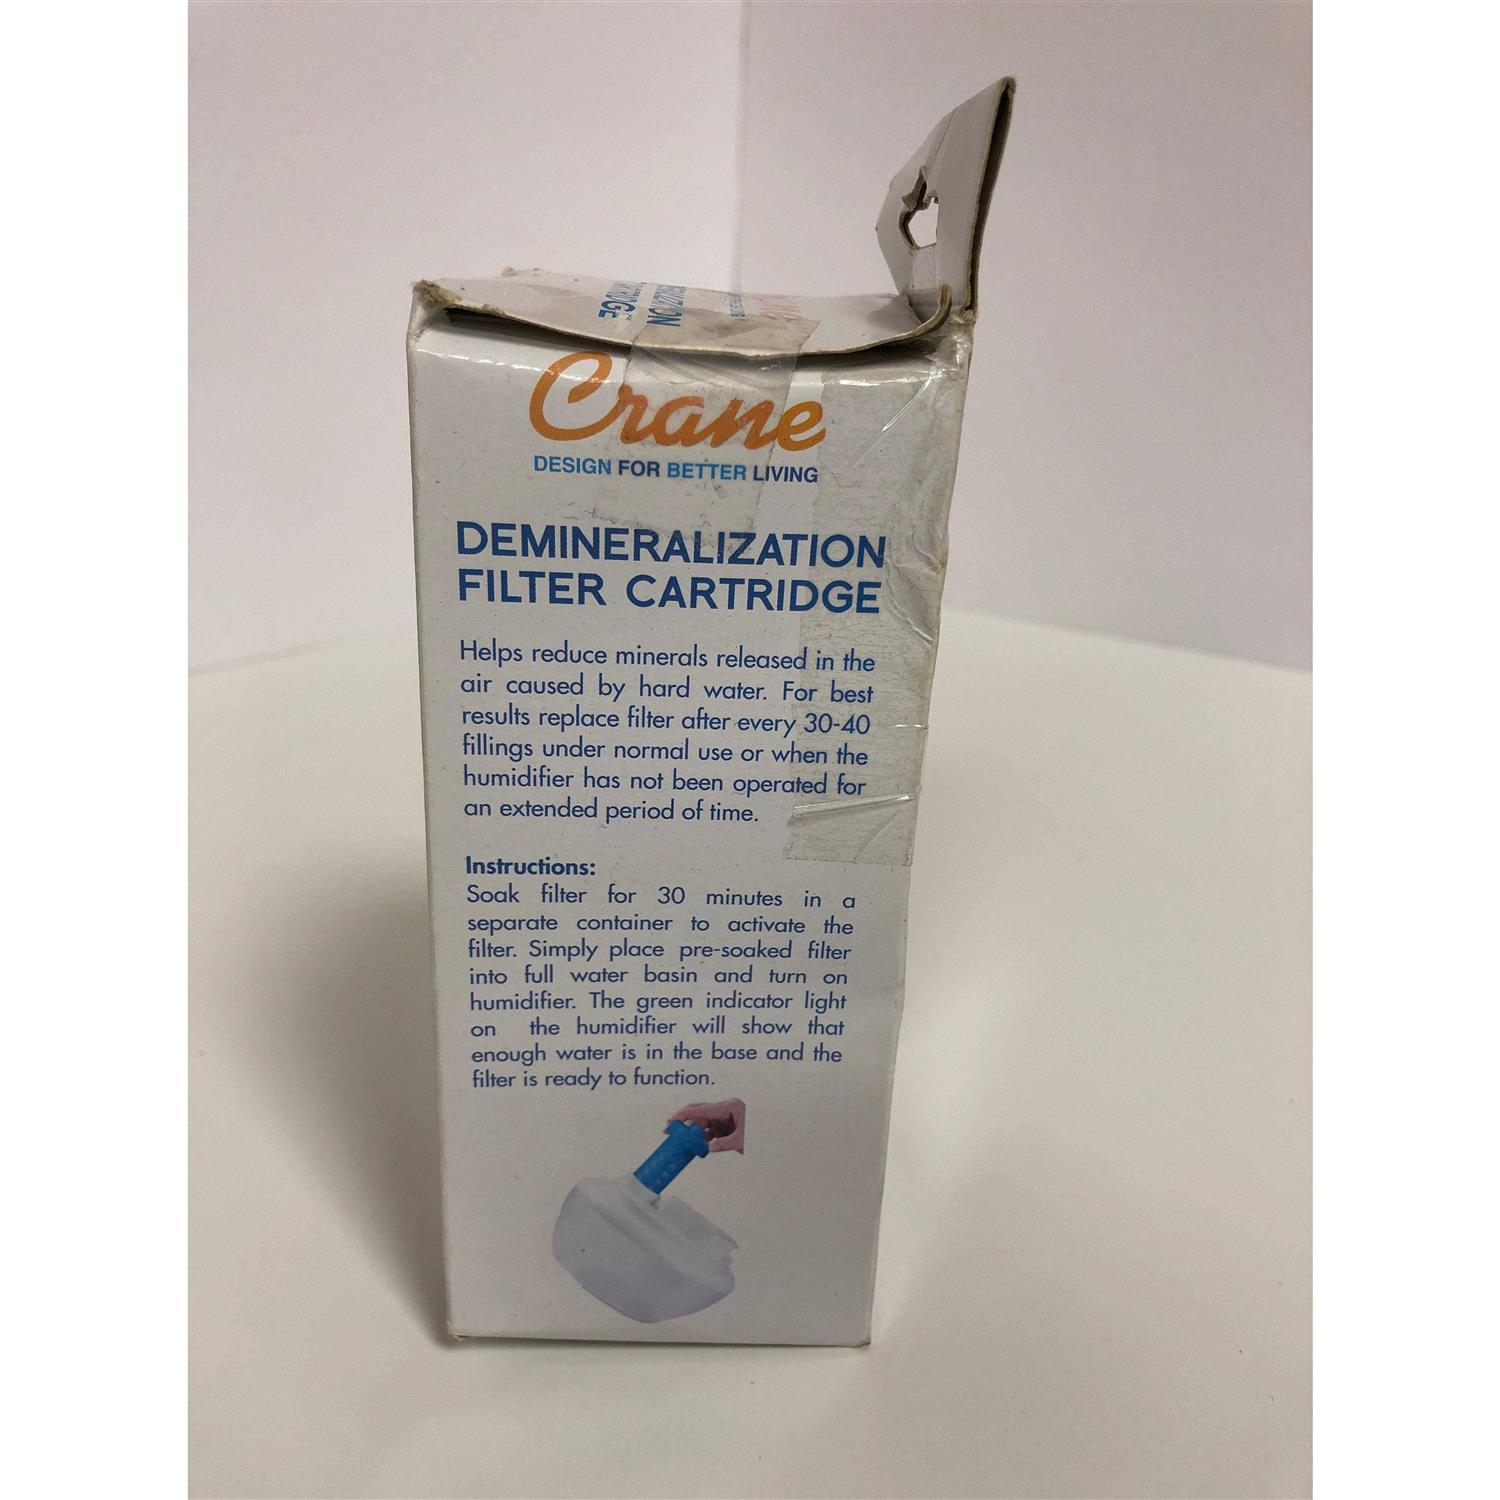 CARTRIDGE
Crane
DESIGN FOR BETTER LIVING
DEMINERALIZATION
FILTER CARTRIDGE
Helps reduce minerals released in the
air caused by hard water. For best
results replace filter after every 30-40
fillings under normal use or when the
humidifier has not been operated for
an extended period of time.
Instructions:
Soak filter for 30 minutes in a
separate container to activate the
filter. Simply place pre-soaked filter
into full water basin and turn on
humidifier. The green indicator light
on the humidifier will show that
enough water is in the base and the
filter is ready to function.